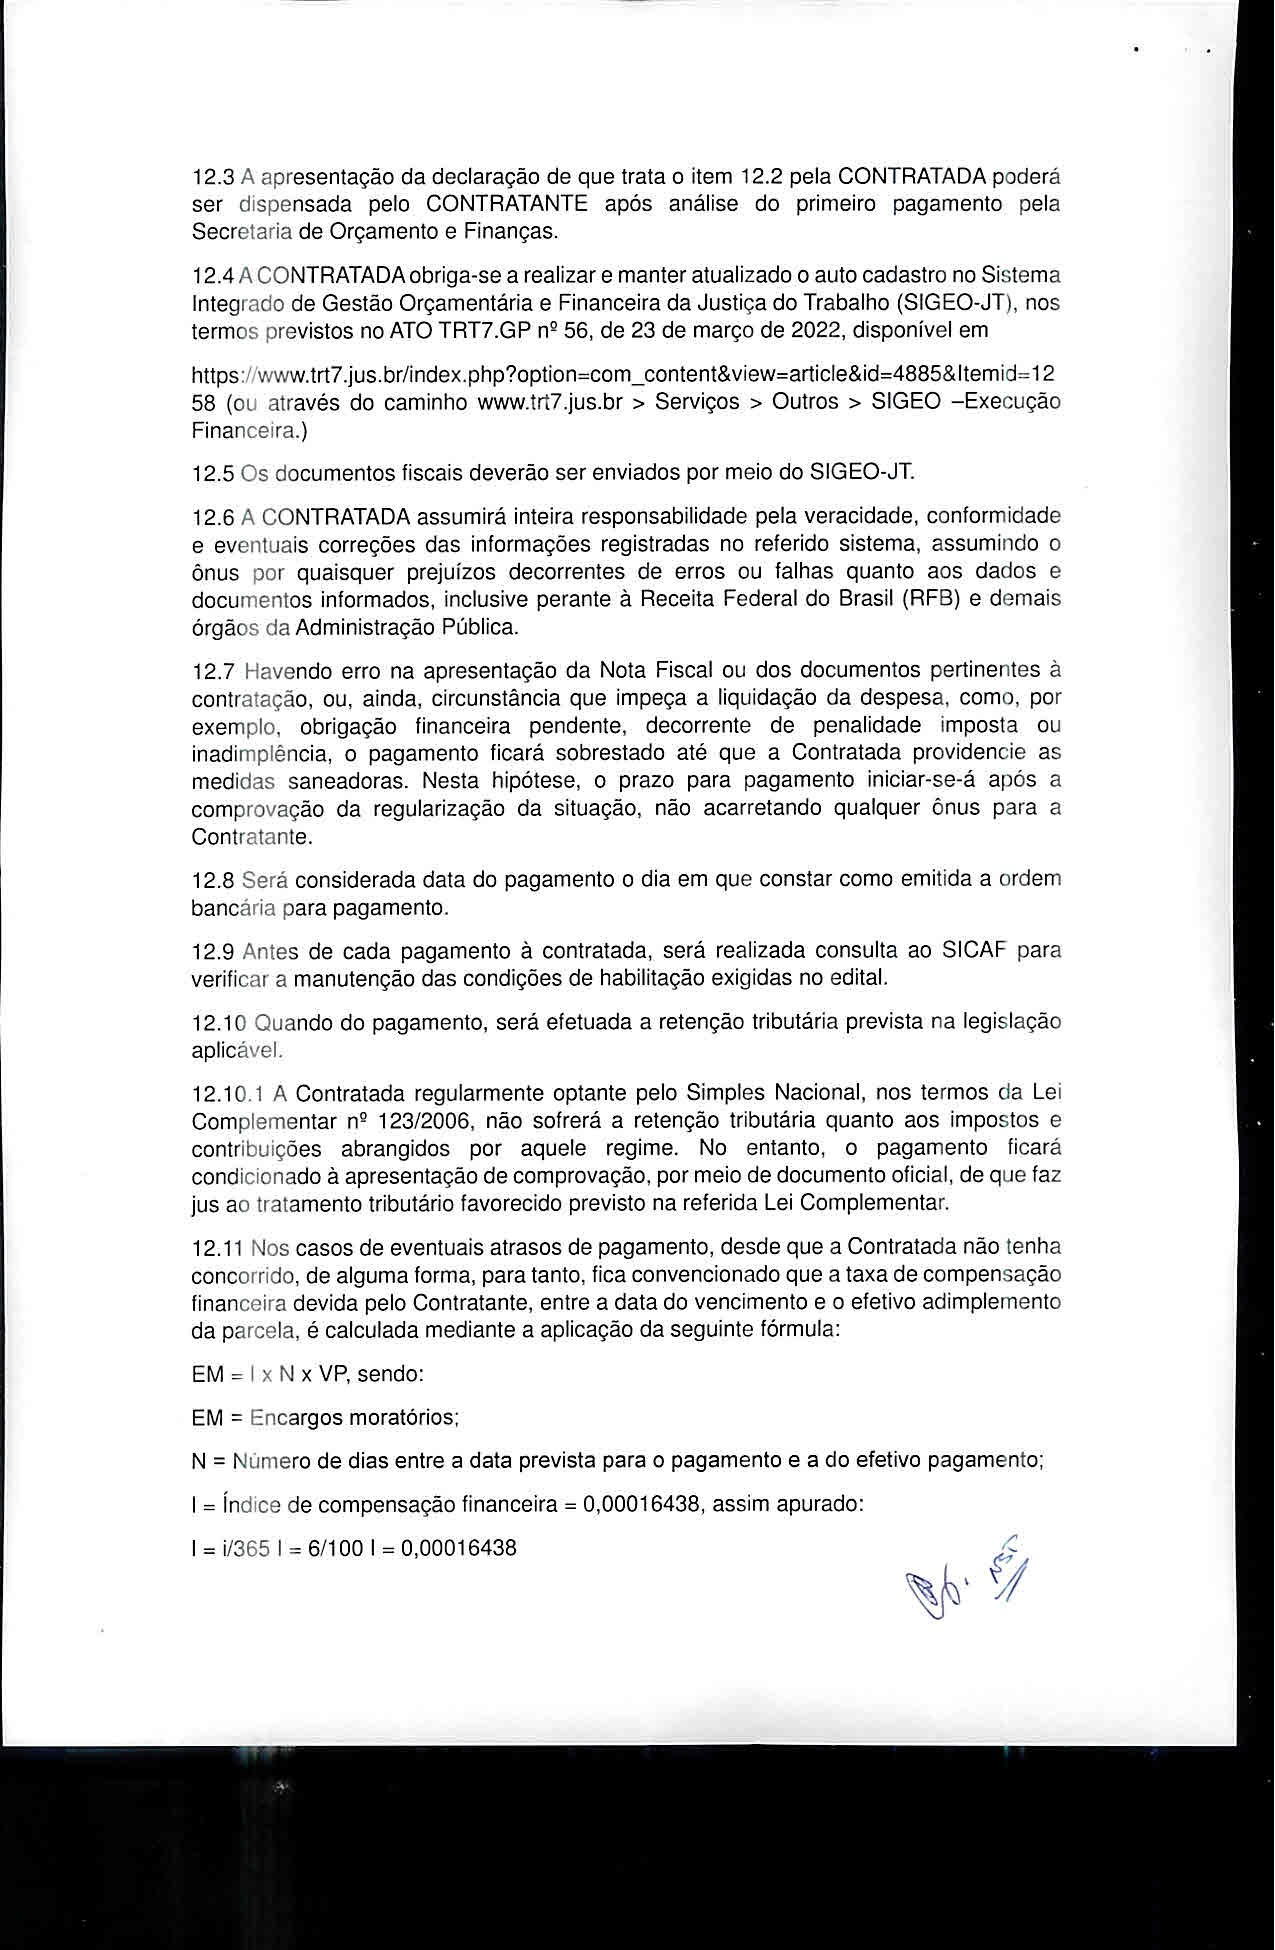 12.3 A apresentação da declaração de que trata o item 12.2 pela CONTRATADA poderá
ser dispensada pelo CONTRATANTE após análise do primeiro pagamento pela
Secretaria de Orçamento e Finanças.
12.4 A CONTRATADA obriga-se a realizar e manter atualizado o auto cadastro no Sistema
Integrado de Gestão Orçamentária e Financeira da Justiça do Trabalho (SIGEO-JT), nos
termos previstos no ATO TRT7.GP nº 56, de 23 de março de 2022, disponível em
https://www.trt7.jus.br/index.php?option=com_content&view=article&id=4885&Itemid=12
58 (ou através do caminho www.trt7.jus.br > Serviços > Outros > SIGEO –Execução
Financeira.)
12.5 Os documentos fiscais deverão ser enviados por meio do SIGEO-JT.
12.6 A CONTRATADA assumirá inteira responsabilidade pela veracidade, conformidade
e eventuais correções das informações registradas no referido sistema, assumindo o
ônus por quaisquer prejuízos decorrentes de erros ou falhas quanto aos dados e
documentos informados, inclusive perante à Receita Federal do Brasil (RFB) e demais
órgãos da Administração Pública.
12.7 Havendo erro na apresentação da Nota Fiscal ou dos documentos pertinentes à
contratação, ou, ainda, circunstância que impeça a liquidação da despesa, como, por
exemplo, obrigação financeira pendente, decorrente de penalidade imposta ou
inadimplência, o pagamento ficará sobrestado até que a Contratada providencie as
medidas saneadoras. Nesta hipótese, o prazo para pagamento iniciar-se-á após a
comprovação da regularização da situação, não acarretando qualquer ônus para a
Contratante.
12.8 Será considerada data do pagamento o dia em que constar como emitida a ordem
bancária para pagamento.
12.9 Antes de cada pagamento à contratada, será realizada consulta ao SICAF para
verificar a manutenção das condições de habilitação exigidas no edital.
12.10 Quando do pagamento, será efetuada a retenção tributária prevista na legislação
aplicável.
12.10.1 A Contratada regularmente optante pelo Simples Nacional, nos termos da Lei
Complementar nº 123/2006, não sofrerá a retenção tributária quanto aos impostos e
contribuições abrangidos por aquele regime. No entanto, o pagamento ficará
condicionado à apresentação de comprovação, por meio de documento oficial, de que faz
jus ao tratamento tributário favorecido previsto na referida Lei Complementar.
12.11 Nos casos de eventuais atrasos de pagamento, desde que a Contratada não tenha
concorrido, de alguma forma, para tanto, fica convencionado que a taxa de compensação
financeira devida pelo Contratante, entre a data do vencimento e o efetivo adimplemento
da parcela, é calculada mediante a aplicação da seguinte fórmula:
EM = I x N x VP, sendo:
EM = Encargos moratórios;
N = Número de dias entre a data prevista para o pagamento e a do efetivo pagamento;
I = Índice de compensação financeira = 0,00016438, assim apurado:
I = i/365 I = 6/100 I = 0,00016438